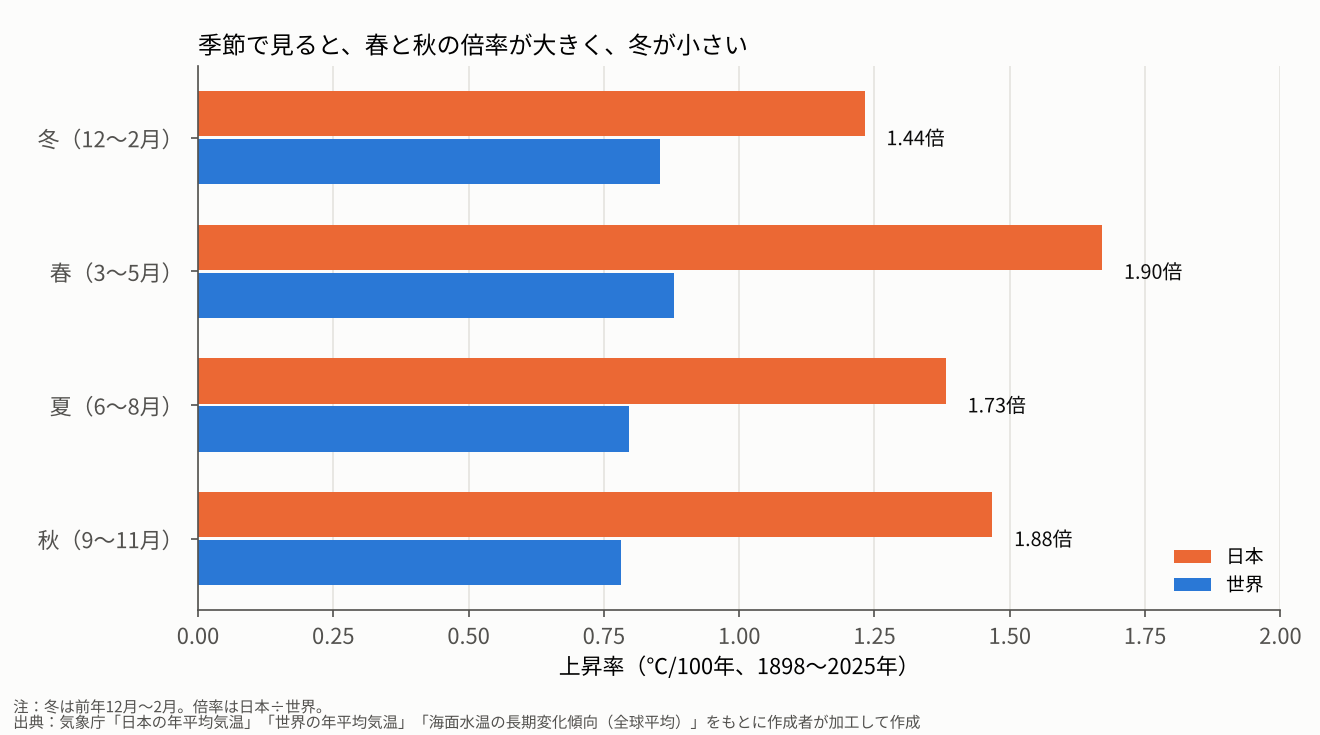 季節で見ると、春と秋の倍率が大きく、冬が小さい
冬（12〜2月）
1.44倍
春（3〜5月）
1.90倍
夏（6〜8月）
1.73倍
秋（9〜11月）
1.88倍
日本
世界
0.00 0.25 0.50 0.75 1.00 1.25 1.50 1.75 2.00
上昇率（℃/100年、1898〜2025年）
注：冬は前年12月〜2月。倍率は日本÷世界。
出典：気象庁「日本の年平均気温」「世界の年平均気温」「海面水温の長期変化傾向（全球平均）」をもとに作成者が加工して作成